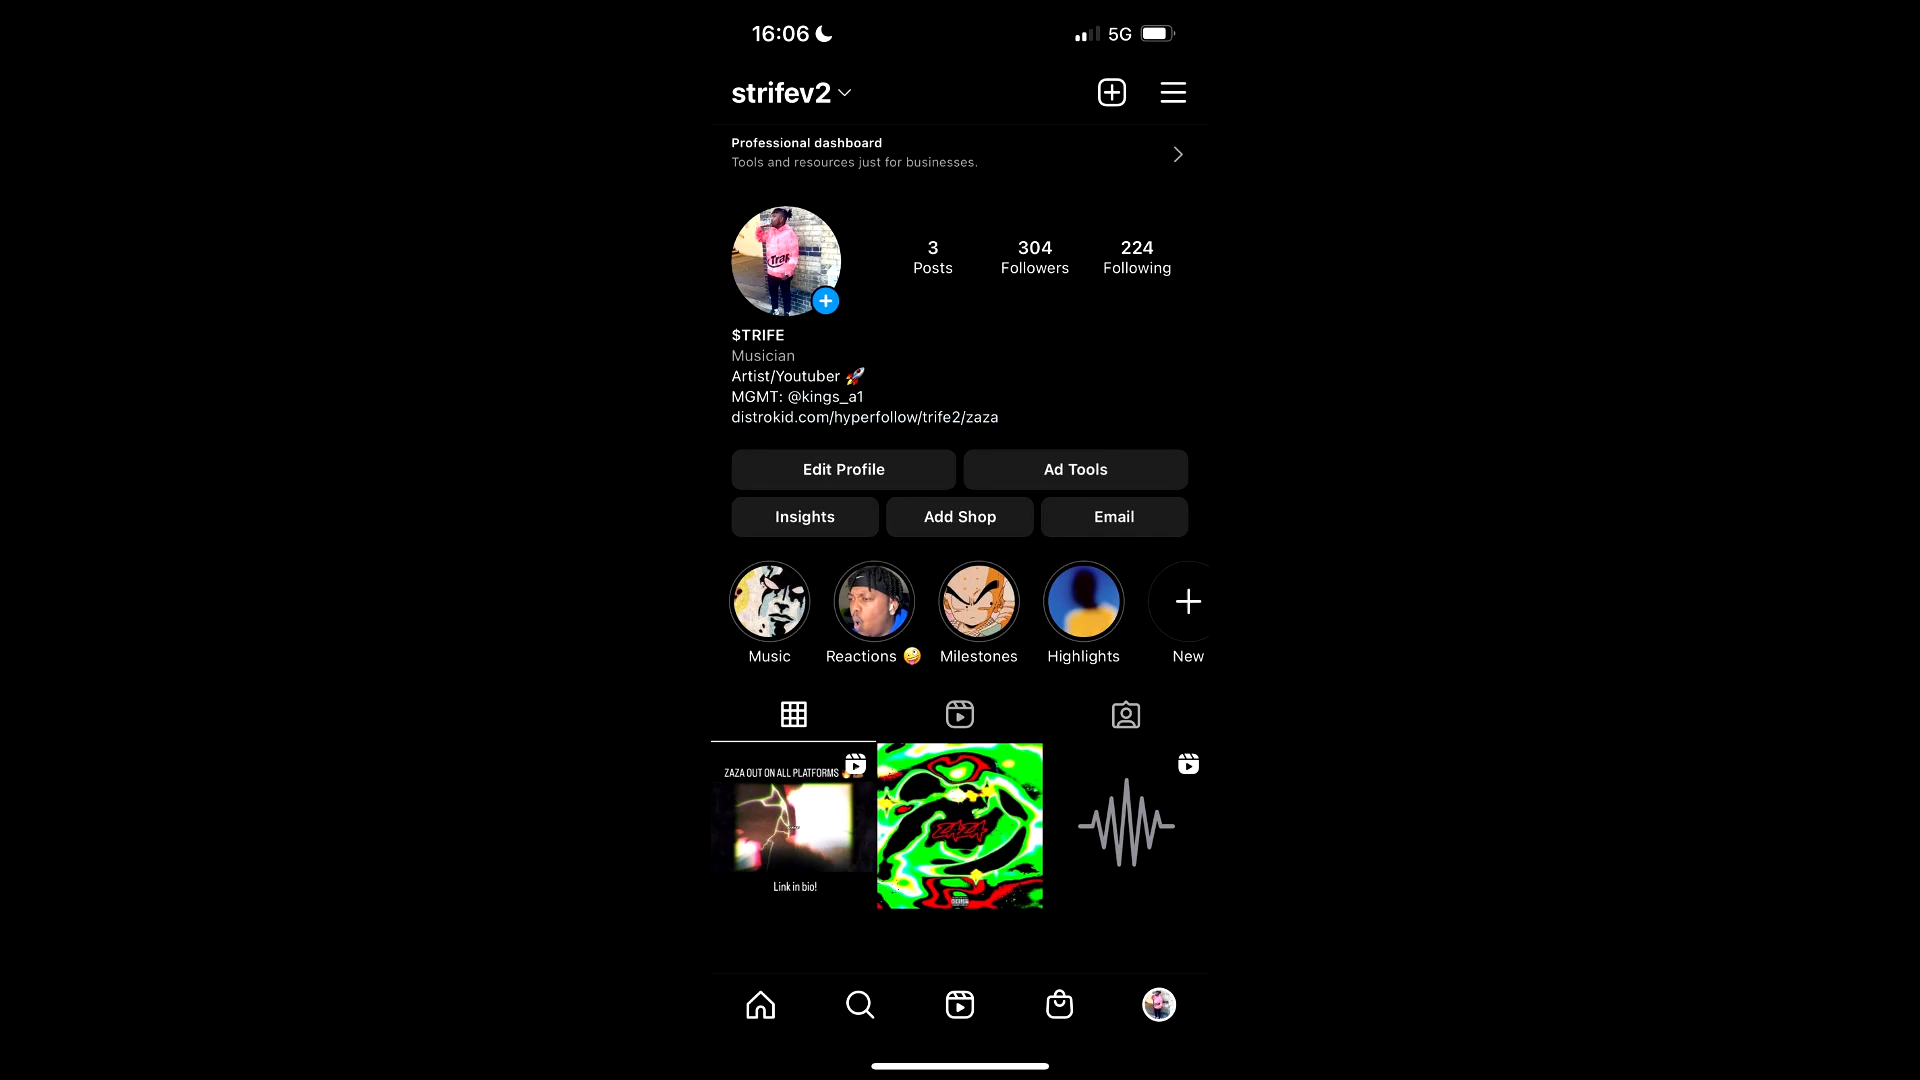 16:06 5G
strifev2
Professional dashboard
Tools and resources just for businesses.
Trap
3 304 224
Posts Followers Following
$TRIFE
Musician
Artist/Youtuber 🚀
MGMT: @kings_a1
distrokid.com/hyperfollow/trife2/zaza
Edit Profile Ad Tools
Insights Add Shop Email
Music Reactions 🤪 Milestones Highlights New
ZAZA OUT ON ALL PLATFORMS
ZAZA
Link in bio!